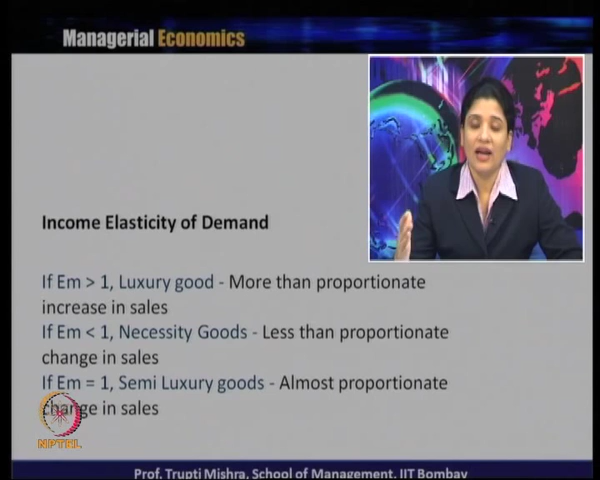 Managerial Economics
Income Elasticity of Demand
If Em > 1, Luxury good - More than proportionate
increase in sales
If Em < 1, Necessity Goods - Less than proportionate
change in sales
If Em = 1, Semi Luxury goods - Almost proportionate
change in sales
NPTEL
Prof. Trupti Mishra, School of Management, IIT Bombay